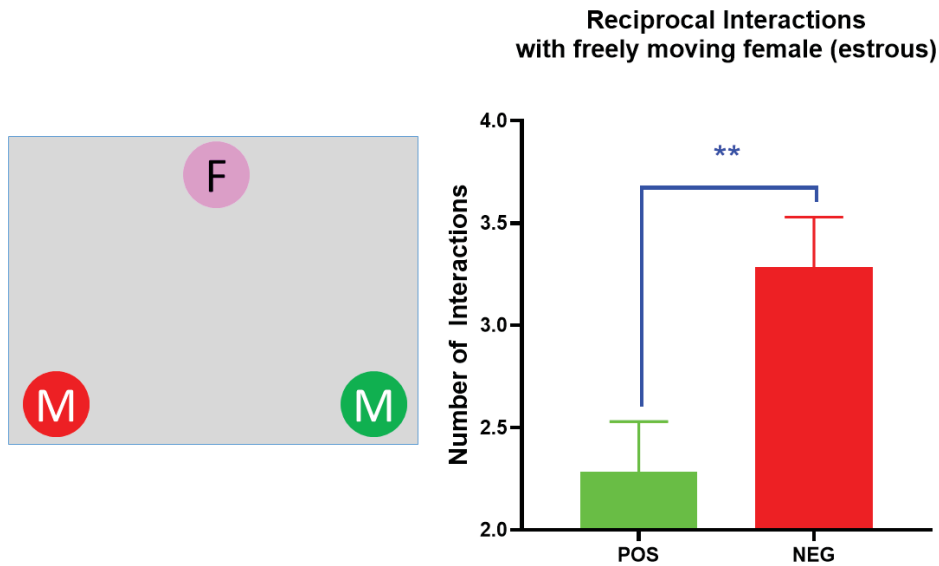 Reciprocal Interactions
with freely moving female (estrous)
F
M
M
Number of Interactions
4.0
3.5
3.0
2.5
2.0
**
POS
NEG